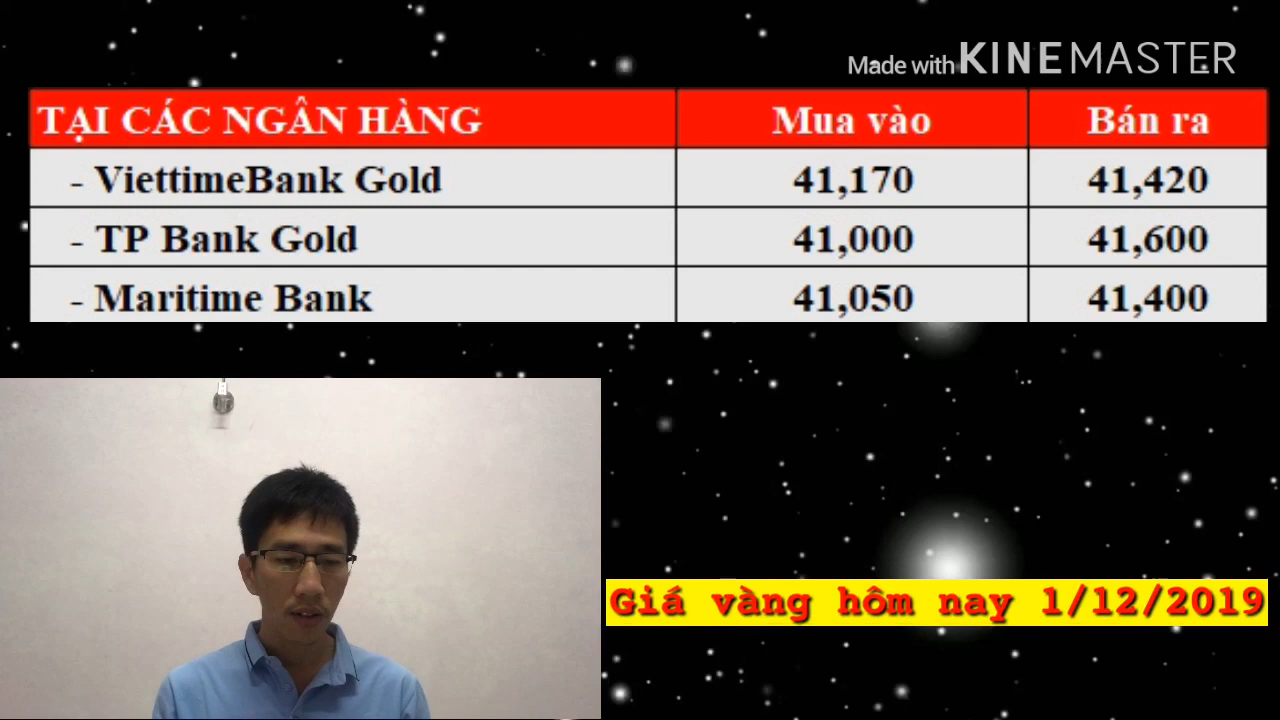 Made with KINEMASTER
TẠI CÁC NGÂN HÀNG Mua vào Bán ra
- ViettimeBank Gold 41,170 41,420
- TP Bank Gold 41,000 41,600
- Maritime Bank 41,050 41,400
Giá vàng hôm nay 1/12/2019